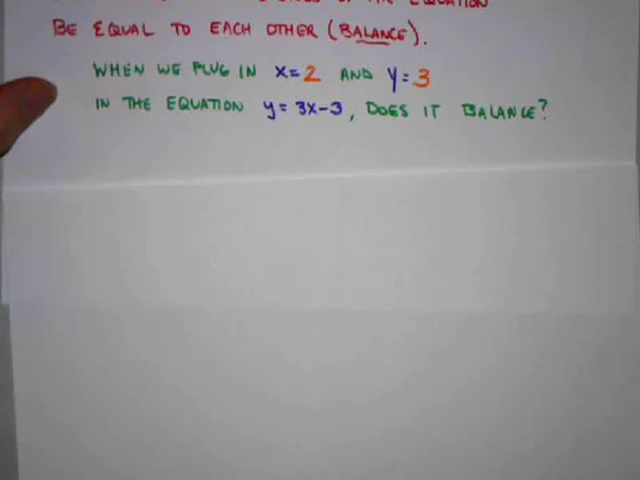 EQUATION
BE EQUAL TO EACH OTHER (BALANCE).
WHEN WE PLUG IN x=2 AND y=3
IN THE EQUATION y=3x-3, DOES IT BALANCE?